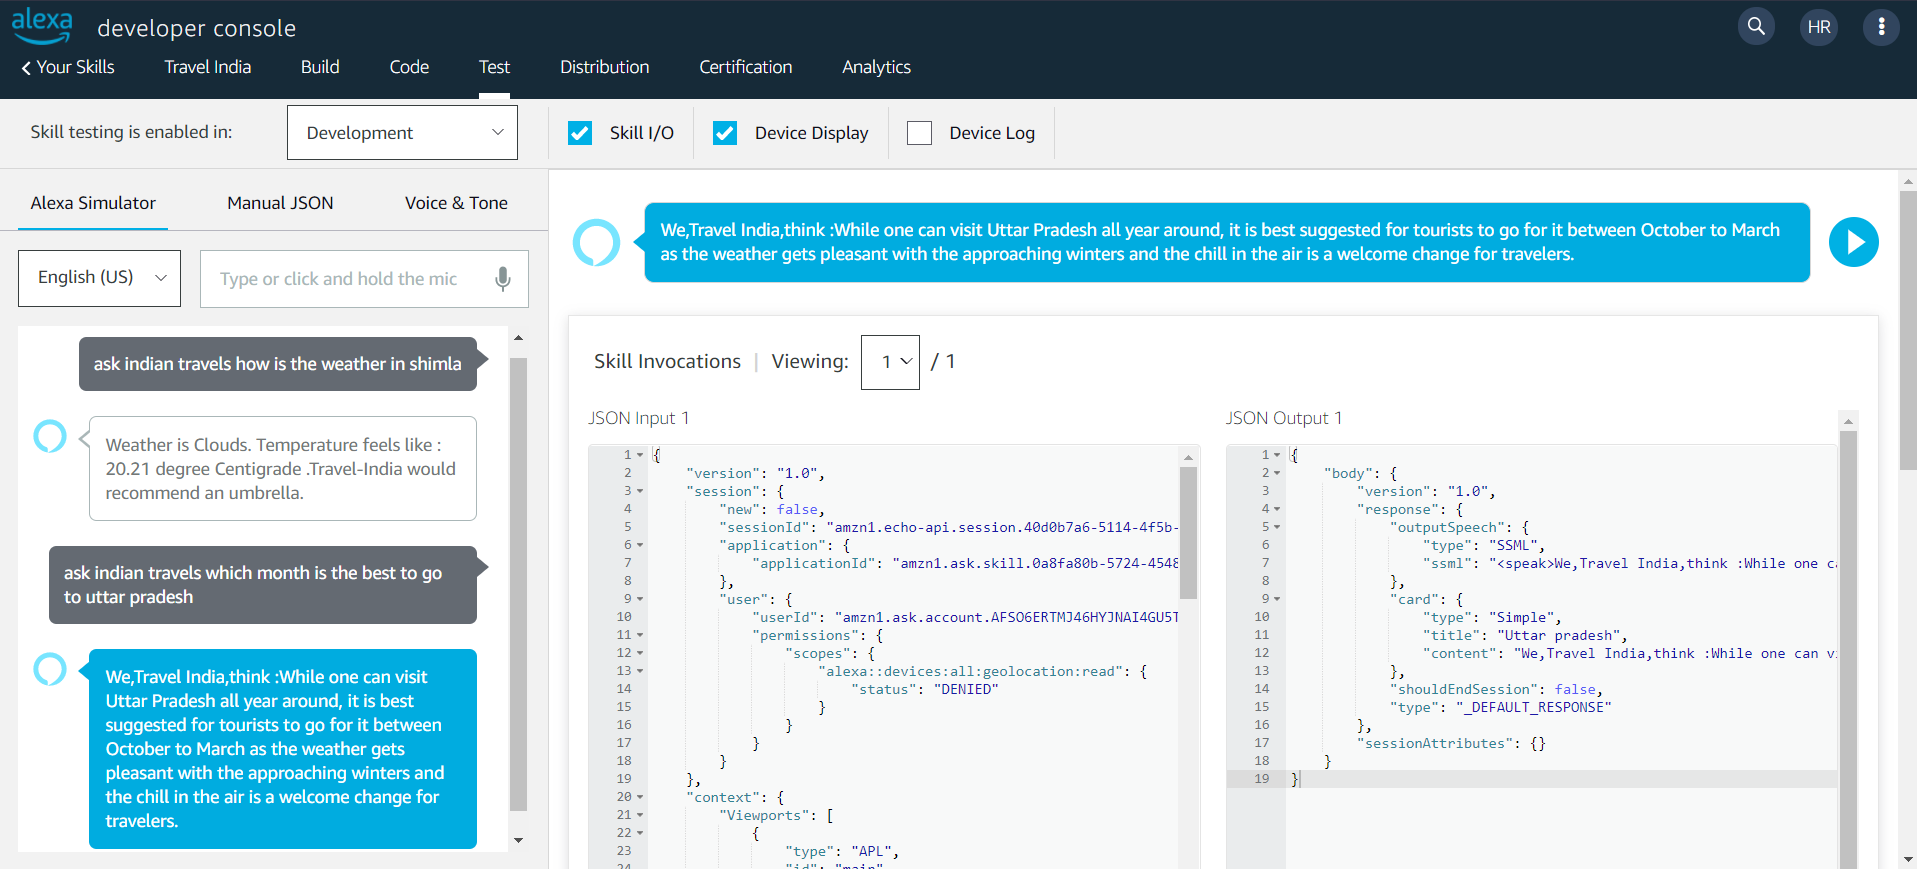 alexa
developer console
HR
Your Skills
Travel India
Build
Code
Test
Distribution
Certification
Analytics
Skill testing is enabled in:
Development
Skill I/O
Device Display
Device Log
Alexa Simulator
Manual JSON
Voice & Tone
English (US)
Type or click and hold the mic
ask indian travels how is the weather in shimla
Weather is Clouds. Temperature feels like :
20.21 degree Centigrade .Travel-India would
recommend an umbrella.
ask indian travels which month is the best to go
to uttar pradesh
We,Travel India,think :While one can visit
Uttar Pradesh all year around, it is best
suggested for tourists to go for it between
October to March as the weather gets
pleasant with the approaching winters and
the chill in the air is a welcome change for
travelers.
We,Travel India,think :While one can visit Uttar Pradesh all year around, it is best suggested for tourists to go for it between October to March
as the weather gets pleasant with the approaching winters and the chill in the air is a welcome change for travelers.
Skill Invocations | Viewing: 1 / 1
JSON Input 1
1 {
2 "version": "1.0",
3 "session": {
4 "new": false,
5 "sessionId": "amzn1.echo-api.session.40d0b7a6-5114-4f5b-
6 "application": {
7 "applicationId": "amzn1.ask.skill.0a8fa80b-5724-4548
8 },
9 "user": {
10 "userId": "amzn1.ask.account.AFSO6ERTMJ46HYJNAI4GU5T
11 "permissions": {
12 "scopes": {
13 "alexa::devices:all:geolocation:read": {
14 "status": "DENIED"
15 }
16 }
17 }
18 }
19 },
20 "context": {
21 "Viewports": [
22 {
23 "type": "APL",
24 "id": "main"
JSON Output 1
1 {
2 "body": {
3 "version": "1.0",
4 "response": {
5 "outputSpeech": {
6 "type": "SSML",
7 "ssml": "<speak>We,Travel India,think :While one c
8 },
9 "card": {
10 "type": "Simple",
11 "title": "Uttar pradesh",
12 "content": "We,Travel India,think :While one can v
13 },
14 "shouldEndSession": false,
15 "type": "_DEFAULT_RESPONSE"
16 },
17 "sessionAttributes": {}
18 }
19 }